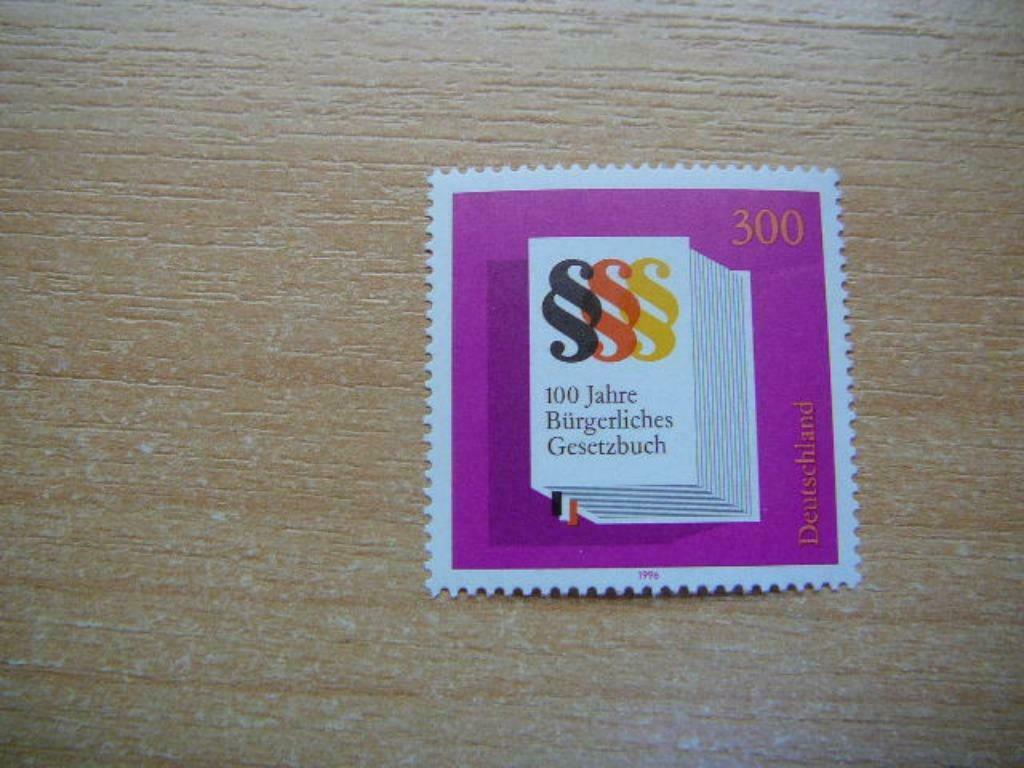 300
§§§
100 Jahre
Bürgerliches
Gesetzbuch
Deutschland
1996